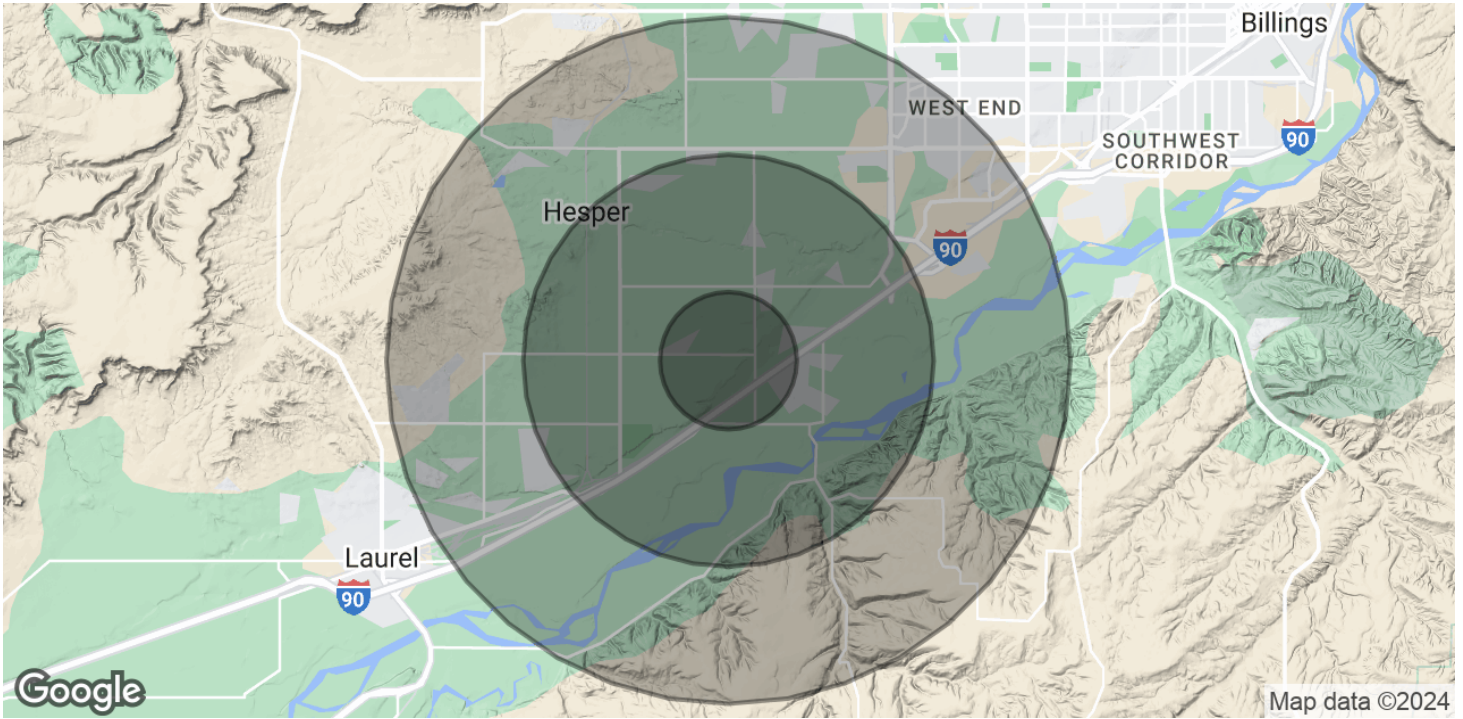 Billings
WEST END
SOUTHWEST
CORRIDOR
90
Hesper
90
Laurel
90
Google
Map data ©2024